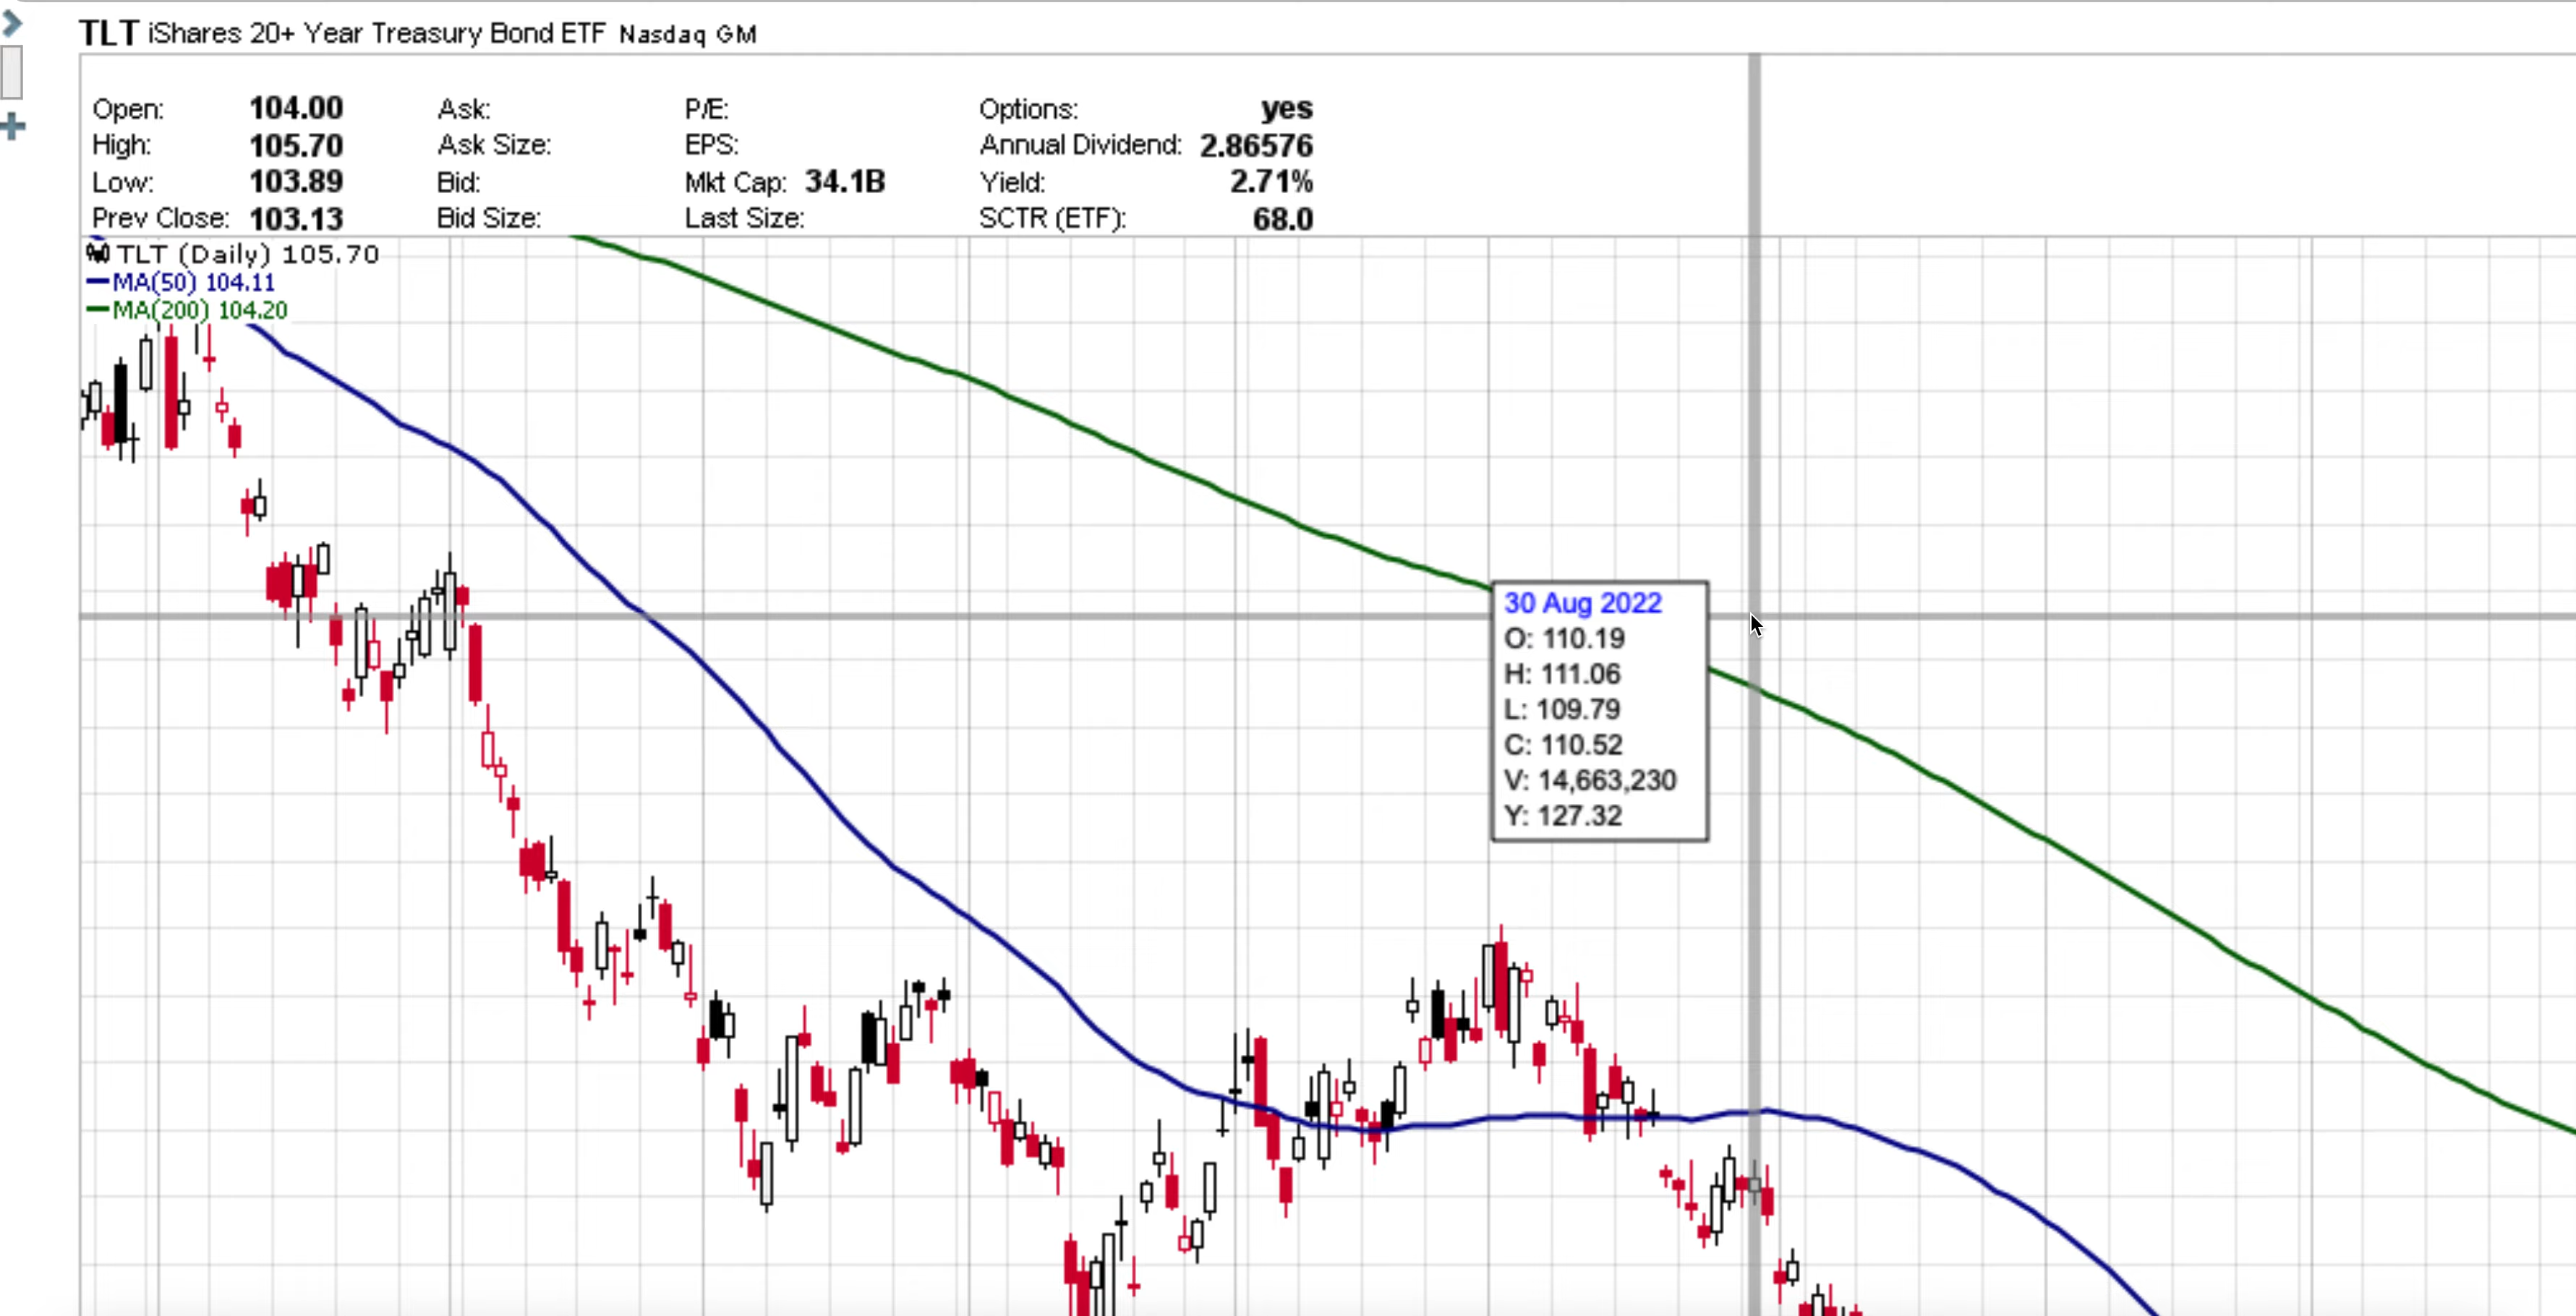 TLT iShares 20+ Year Treasury Bond ETF Nasdaq GM
Open: 104.00 Ask: P/E: Options: yes
High: 105.70 Ask Size: EPS: Annual Dividend: 2.86576
Low: 103.89 Bid: Mkt Cap: 34.1B Yield: 2.71%
Prev Close: 103.13 Bid Size: Last Size: SCTR (ETF): 68.0
TLT (Daily) 105.70
MA(50) 104.11
MA(200) 104.20
30 Aug 2022
O: 110.19
H: 111.06
L: 109.79
C: 110.52
V: 14,663,230
Y: 127.32